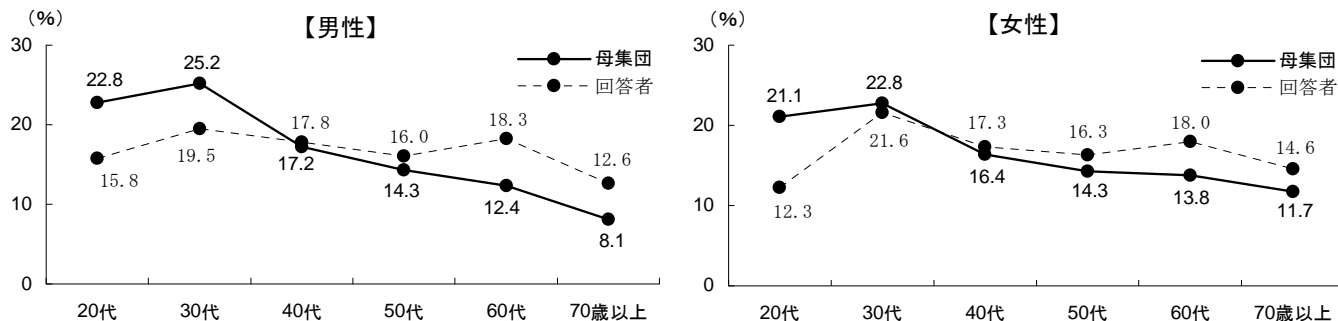 （%）
【男性】
30
20
10
0
母集団
回答者
22.8
25.2
17.2
14.3
12.4
8.1
15.8
19.5
17.8
16.0
18.3
12.6
20代
30代
40代
50代
60代
70歳以上
（%）
【女性】
30
20
10
0
母集団
回答者
21.1
22.8
16.4
14.3
13.8
11.7
12.3
21.6
17.3
16.3
18.0
14.6
20代
30代
40代
50代
60代
70歳以上